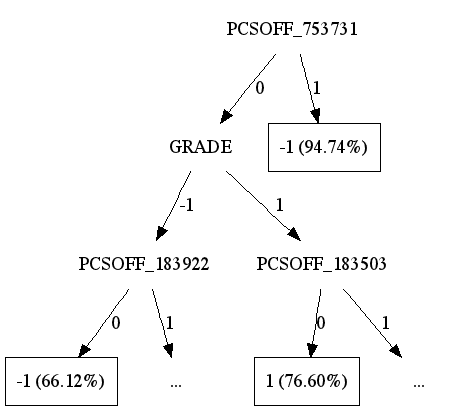 PCSOFF_753731
0 1
GRADE -1 (94.74%)
-1 1
PCSOFF_183922 PCSOFF_183503
0 1 0 1
-1 (66.12%) ... 1 (76.60%) ...